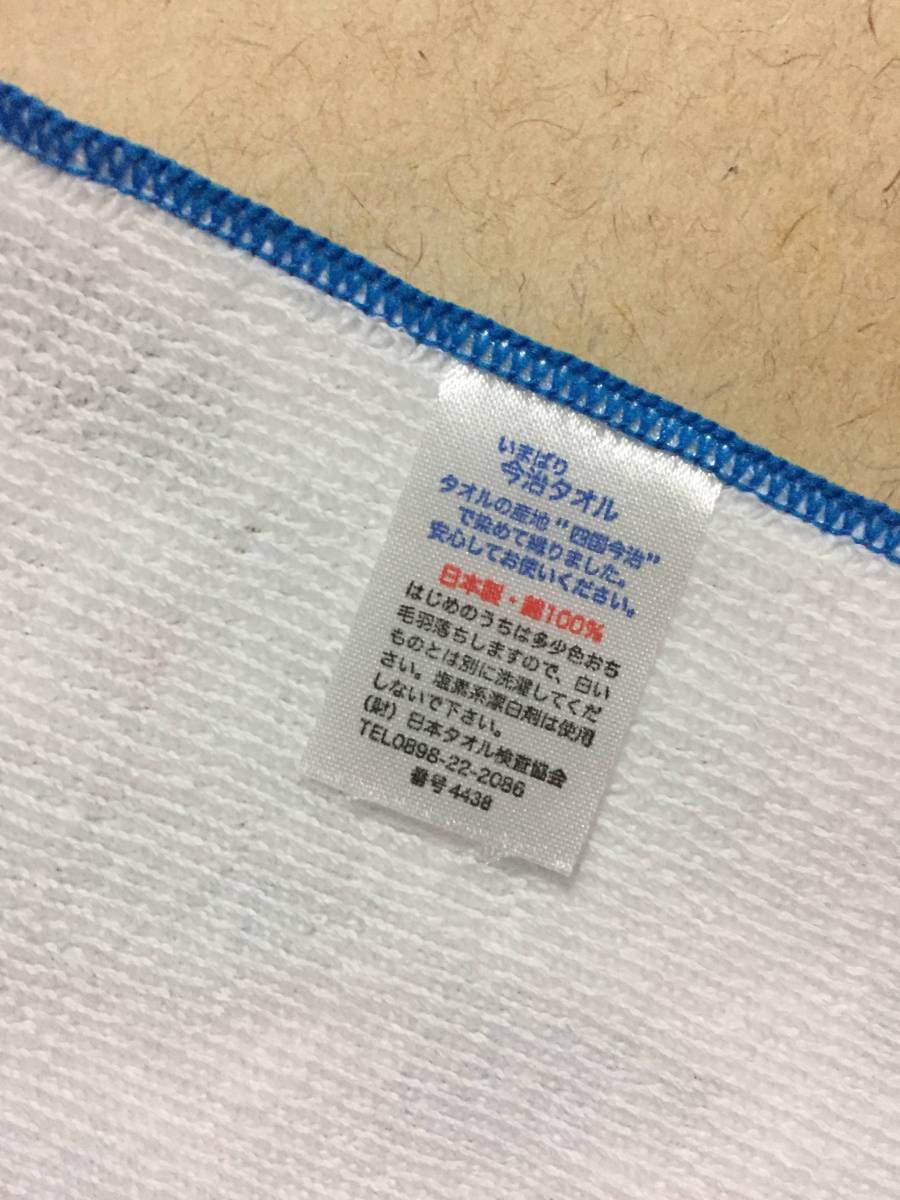 いまばり
今治タオル
タオルの産地"四国今治"
で染めて織りました。
安心してお使いください。
日本製・綿100%
はじめのうちは多少色おち
毛羽落ちしますので、白い
ものとは別に洗濯してくだ
さい。塩素系漂白剤は使用
しないで下さい。
(財)日本タオル検査協会
TEL0898-22-2086
番号4438